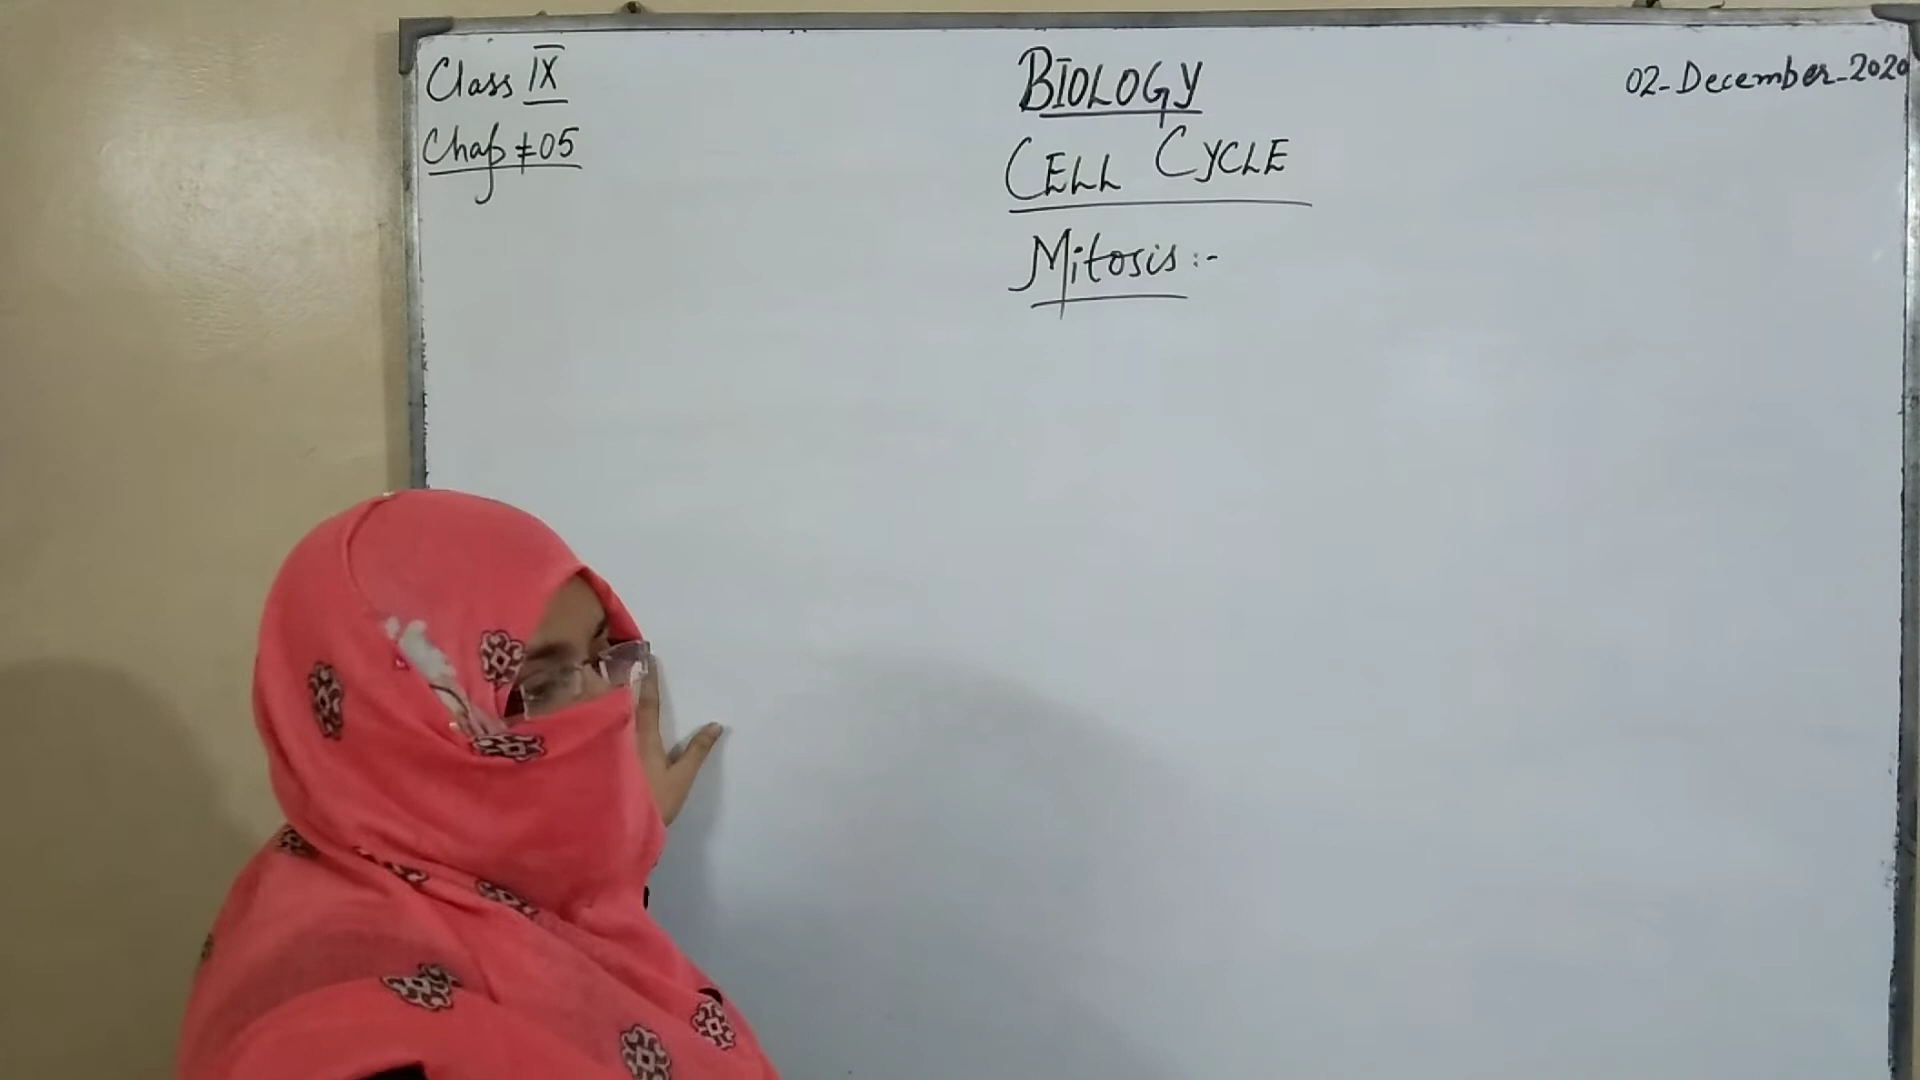 Class IX
Chap # 05
BIOLOGY
02-December-2020
CELL CYCLE
Mitosis :-